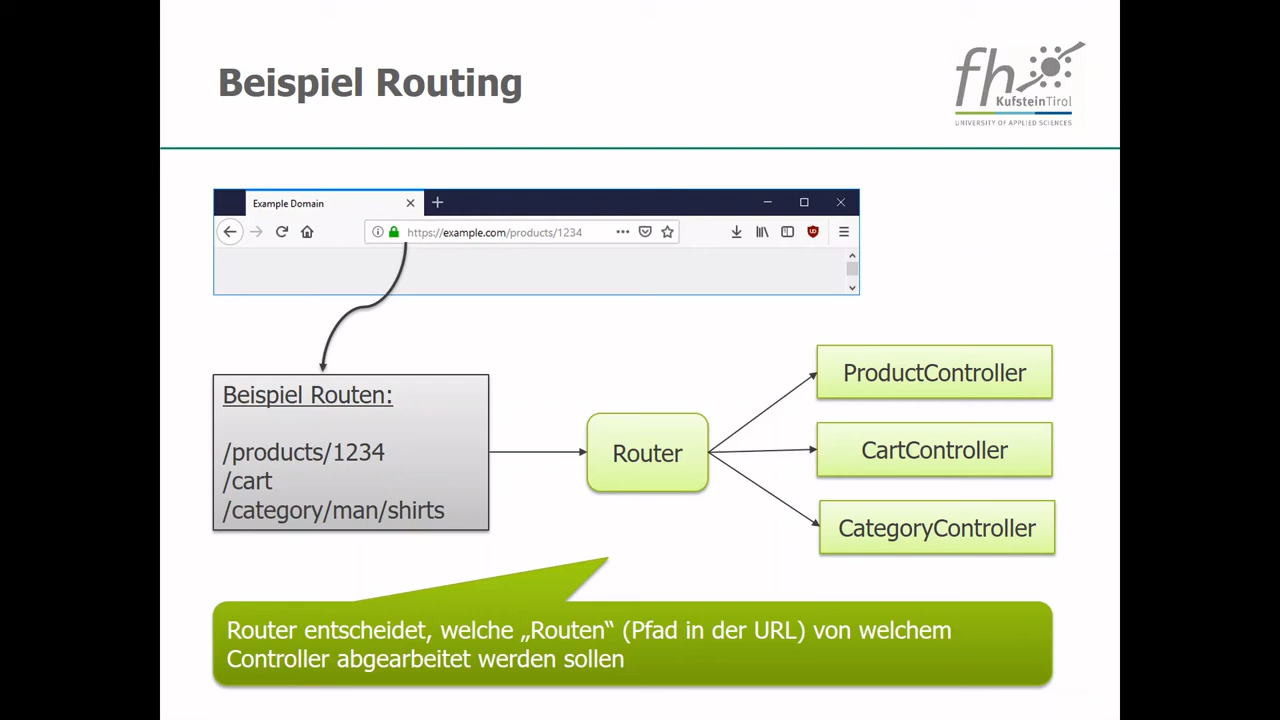 Beispiel Routing
fh
KufsteinTirol
UNIVERSITY OF APPLIED SCIENCES
Example Domain
https://example.com/products/1234
Beispiel Routen:
/products/1234
/cart
/category/man/shirts
Router
ProductController
CartController
CategoryController
Router entscheidet, welche „Routen“ (Pfad in der URL) von welchem
Controller abgearbeitet werden sollen